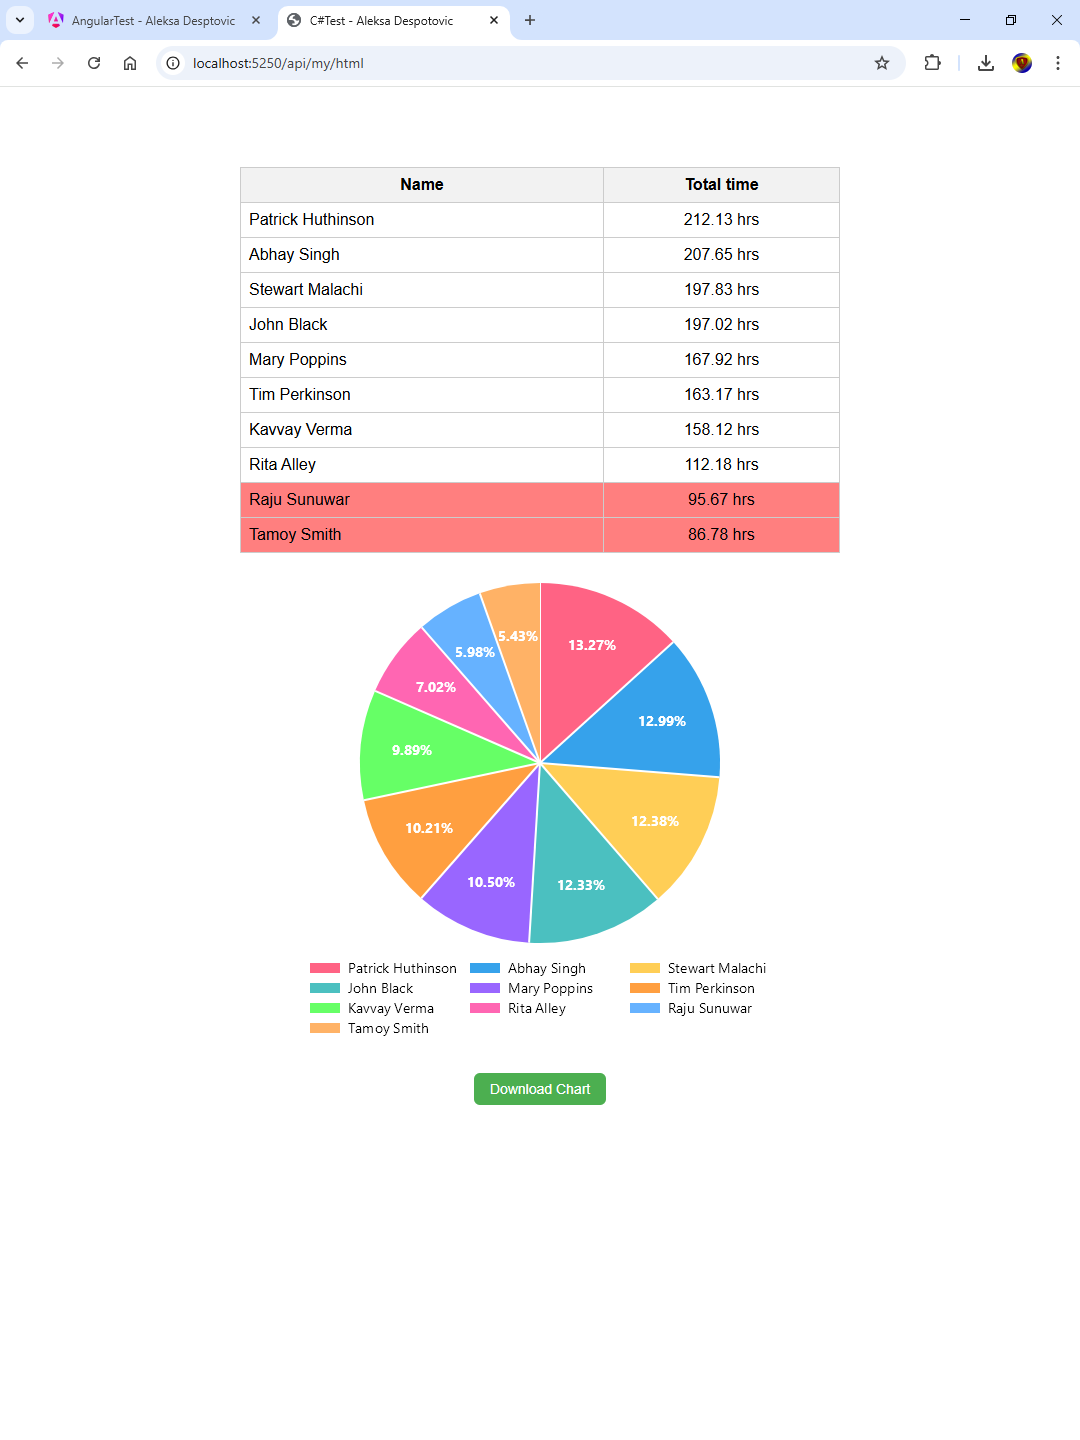 AngularTest - Aleksa Desptovic
C#Test - Aleksa Despotovic
localhost:5250/api/my/html
Name Total time
Patrick Huthinson 212.13 hrs
Abhay Singh 207.65 hrs
Stewart Malachi 197.83 hrs
John Black 197.02 hrs
Mary Poppins 167.92 hrs
Tim Perkinson 163.17 hrs
Kavvay Verma 158.12 hrs
Rita Alley 112.18 hrs
Raju Sunuwar 95.67 hrs
Tamoy Smith 86.78 hrs
13.27%
12.99%
12.38%
12.33%
10.50%
10.21%
9.89%
7.02%
5.98%
5.43%
Patrick Huthinson Abhay Singh Stewart Malachi
John Black Mary Poppins Tim Perkinson
Kavvay Verma Rita Alley Raju Sunuwar
Tamoy Smith
Download Chart